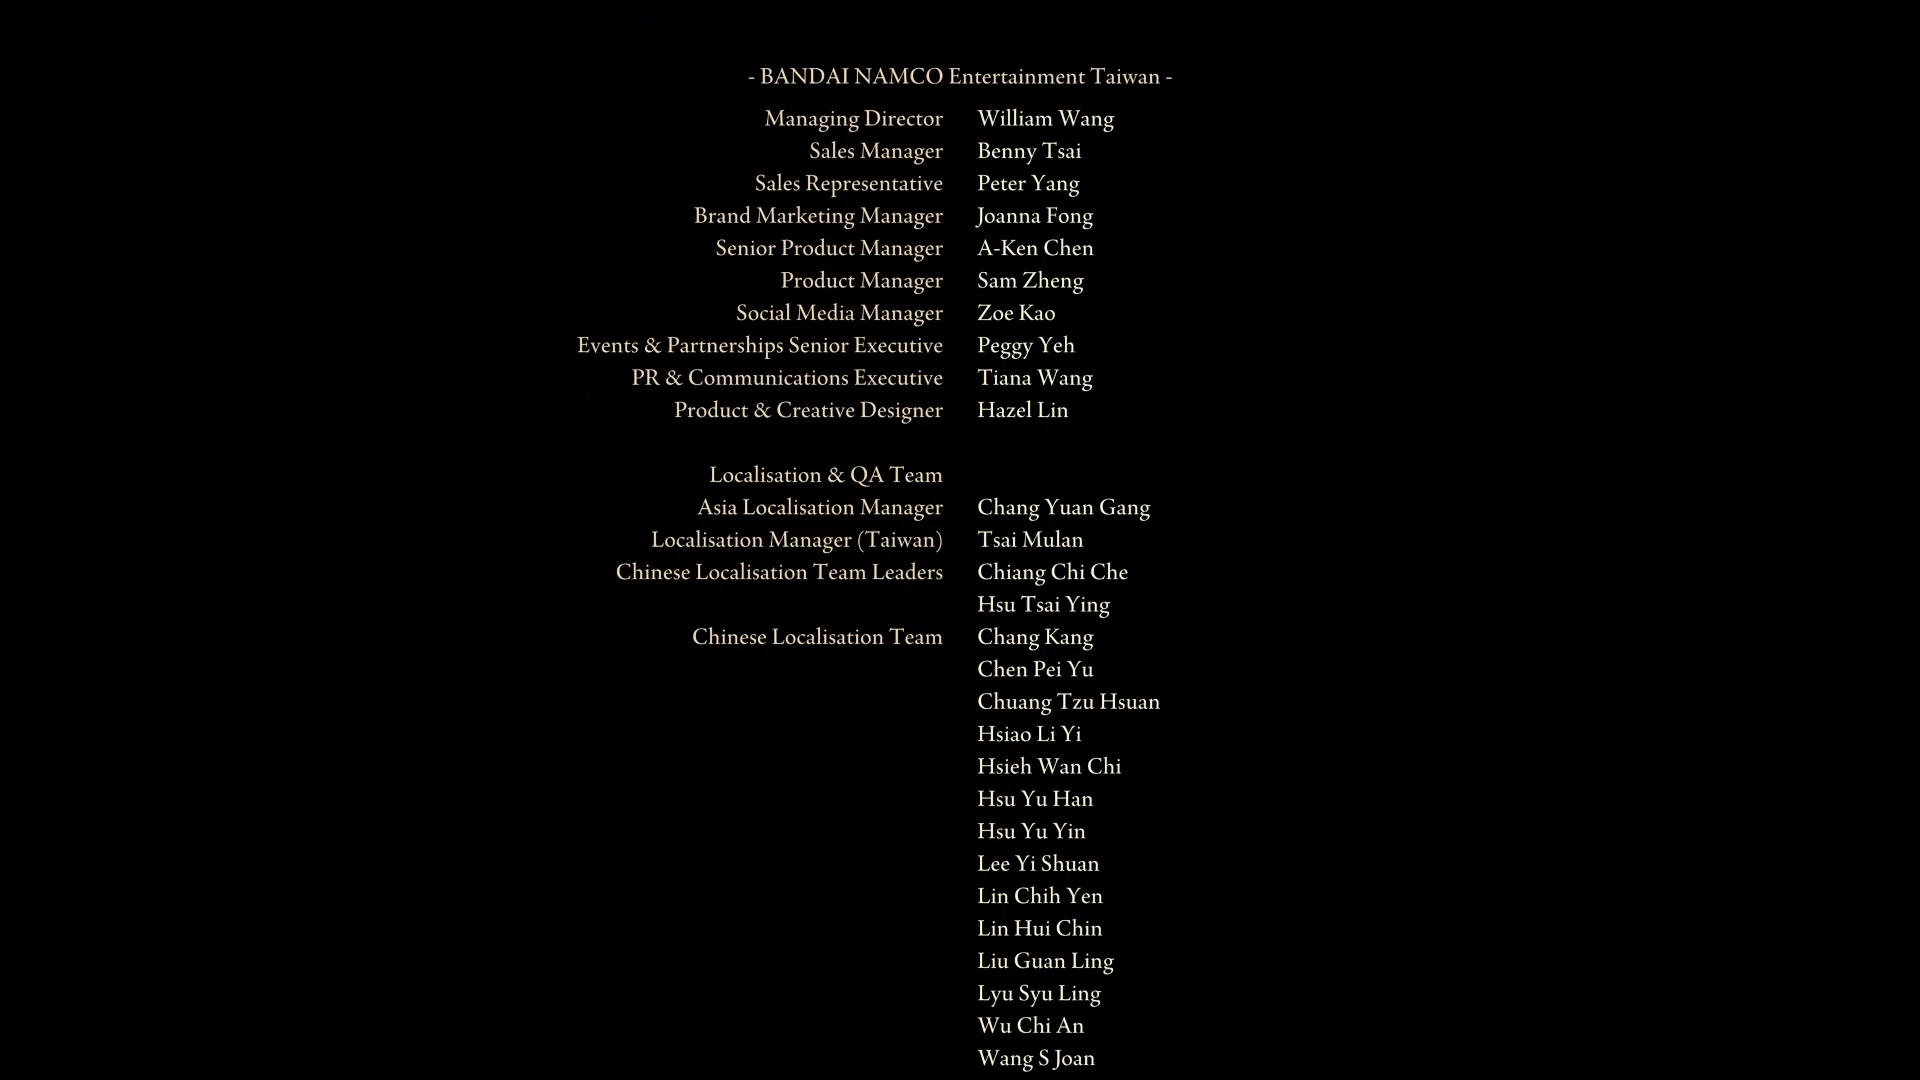 - BANDAI NAMCO Entertainment Taiwan -
Managing Director William Wang
Sales Manager Benny Tsai
Sales Representative Peter Yang
Brand Marketing Manager Joanna Fong
Senior Product Manager A-Ken Chen
Product Manager Sam Zheng
Social Media Manager Zoe Kao
Events & Partnerships Senior Executive Peggy Yeh
PR & Communications Executive Tiana Wang
Product & Creative Designer Hazel Lin
Localisation & QA Team
Asia Localisation Manager Chang Yuan Gang
Localisation Manager (Taiwan) Tsai Mulan
Chinese Localisation Team Leaders Chiang Chi Che
Hsu Tsai Ying
Chinese Localisation Team Chang Kang
Chen Pei Yu
Chuang Tzu Hsuan
Hsiao Li Yi
Hsieh Wan Chi
Hsu Yu Han
Hsu Yu Yin
Lee Yi Shuan
Lin Chih Yen
Lin Hui Chin
Liu Guan Ling
Lyu Syu Ling
Wu Chi An
Wang S Joan